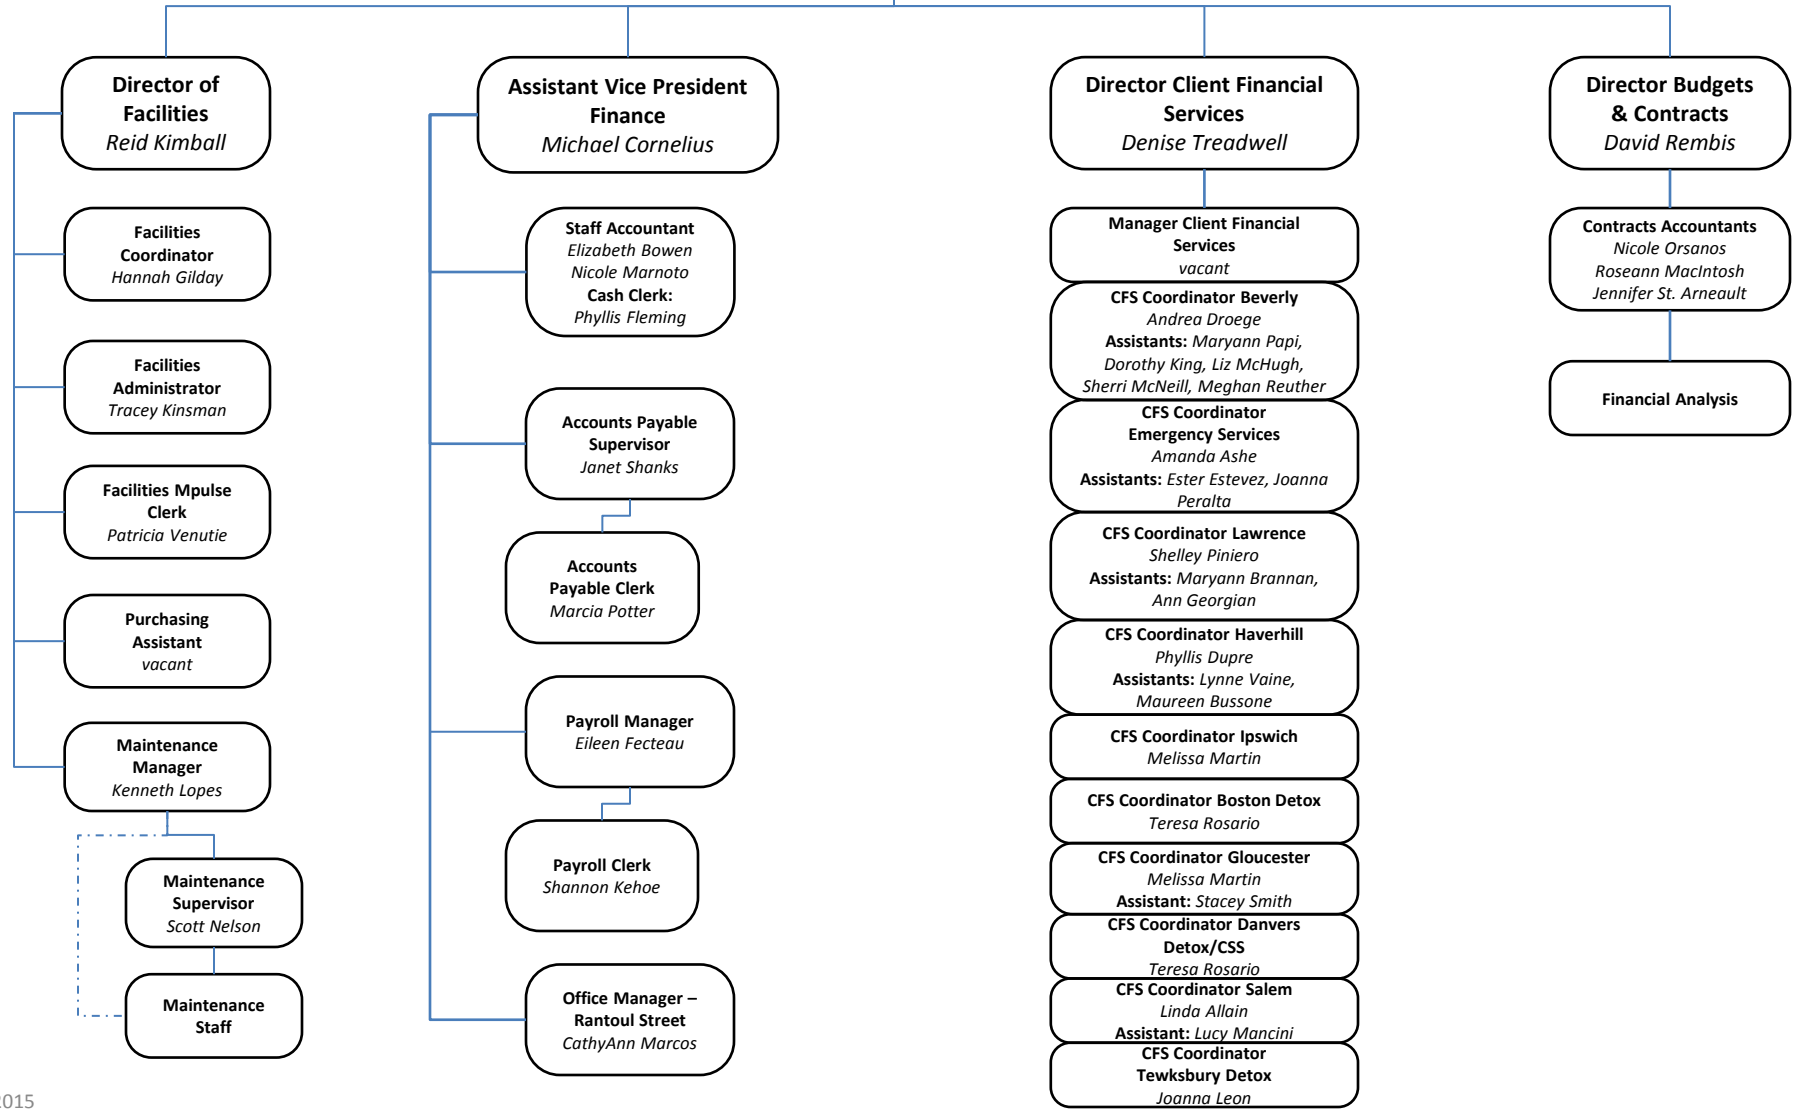 Director of
Facilities
Reid Kimball
Facilities
Coordinator
Hannah Gilday
Facilities
Administrator
Tracey Kinsman
Facilities Mpulse
Clerk
Patricia Venutie
Purchasing
Assistant
vacant
Maintenance
Manager
Kenneth Lopes
Maintenance
Supervisor
Scott Nelson
Maintenance
Staff
Assistant Vice President
Finance
Michael Cornelius
Staff Accountant
Elizabeth Bowen
Nicole Marnoto
Cash Clerk:
Phyllis Fleming
Accounts Payable
Supervisor
Janet Shanks
Accounts
Payable Clerk
Marcia Potter
Payroll Manager
Eileen Fecteau
Payroll Clerk
Shannon Kehoe
Office Manager –
Rantoul Street
CathyAnn Marcos
Director Client Financial
Services
Denise Treadwell
Manager Client Financial
Services
vacant
CFS Coordinator Beverly
Andrea Droege
Assistants: Maryann Papi,
Dorothy King, Liz McHugh,
Sherri McNeill, Meghan Reuther
CFS Coordinator
Emergency Services
Amanda Ashe
Assistants: Ester Estevez, Joanna
Peralta
CFS Coordinator Lawrence
Shelley Piniero
Assistants: Maryann Brannan,
Ann Georgian
CFS Coordinator Haverhill
Phyllis Dupre
Assistants: Lynne Vaine,
Maureen Bussone
CFS Coordinator Ipswich
Melissa Martin
CFS Coordinator Boston Detox
Teresa Rosario
CFS Coordinator Gloucester
Melissa Martin
Assistant: Stacey Smith
CFS Coordinator Danvers
Detox/CSS
Teresa Rosario
CFS Coordinator Salem
Linda Allain
Assistant: Lucy Mancini
CFS Coordinator
Tewksbury Detox
Joanna Leon
Director Budgets
& Contracts
David Rembis
Contracts Accountants
Nicole Orsanos
Roseann MacIntosh
Jennifer St. Arneault
Financial Analysis
2015